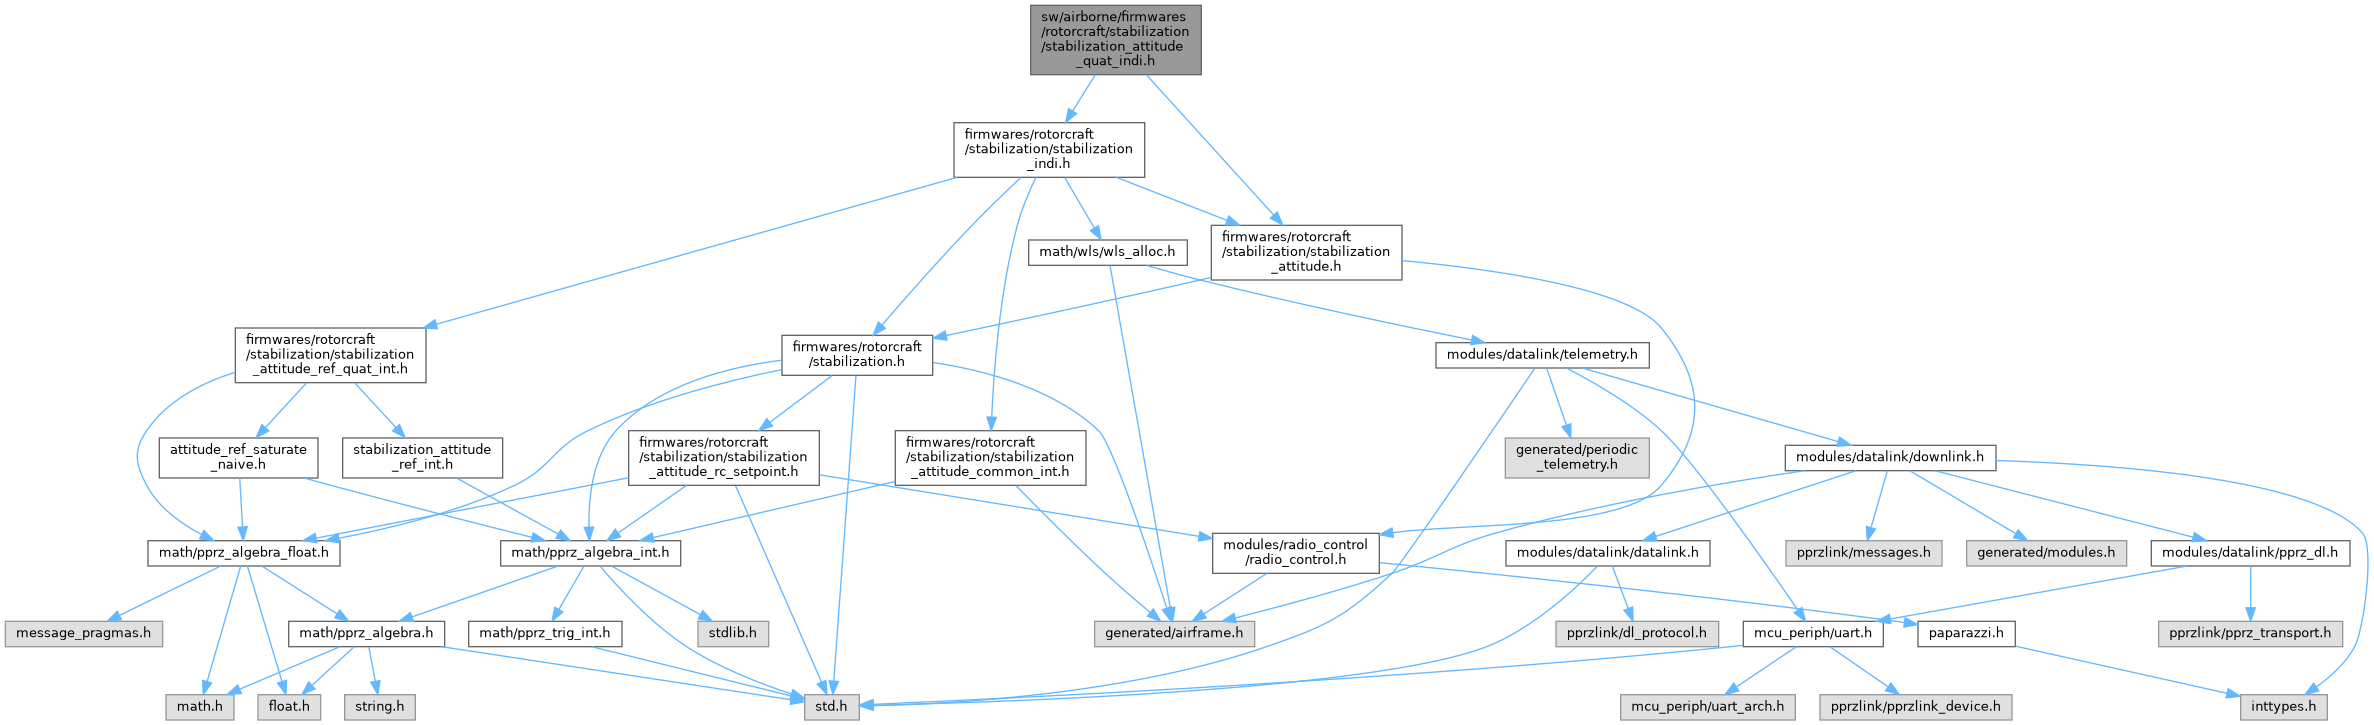 sw/airborne/firmwares
/rotorcraft/stabilization
/stabilization_attitude
_quat_indi.h
firmwares/rotorcraft
/stabilization/stabilization
_indi.h
firmwares/rotorcraft
/stabilization/stabilization
_attitude.h
math/wls/wls_alloc.h
firmwares/rotorcraft
/stabilization/stabilization
_attitude_ref_quat_int.h
firmwares/rotorcraft
/stabilization.h
modules/datalink/telemetry.h
attitude_ref_saturate
_naive.h
stabilization_attitude
_ref_int.h
firmwares/rotorcraft
/stabilization/stabilization
_attitude_rc_setpoint.h
firmwares/rotorcraft
/stabilization/stabilization
_attitude_common_int.h
generated/periodic
_telemetry.h
modules/datalink/downlink.h
math/pprz_algebra_float.h
math/pprz_algebra_int.h
modules/radio_control
/radio_control.h
modules/datalink/datalink.h
pprzlink/messages.h
generated/modules.h
modules/datalink/pprz_dl.h
message_pragmas.h
math/pprz_algebra.h
math/pprz_trig_int.h
stdlib.h
generated/airframe.h
pprzlink/dl_protocol.h
mcu_periph/uart.h
paparazzi.h
pprzlink/pprz_transport.h
math.h
float.h
string.h
std.h
mcu_periph/uart_arch.h
pprzlink/pprzlink_device.h
inttypes.h